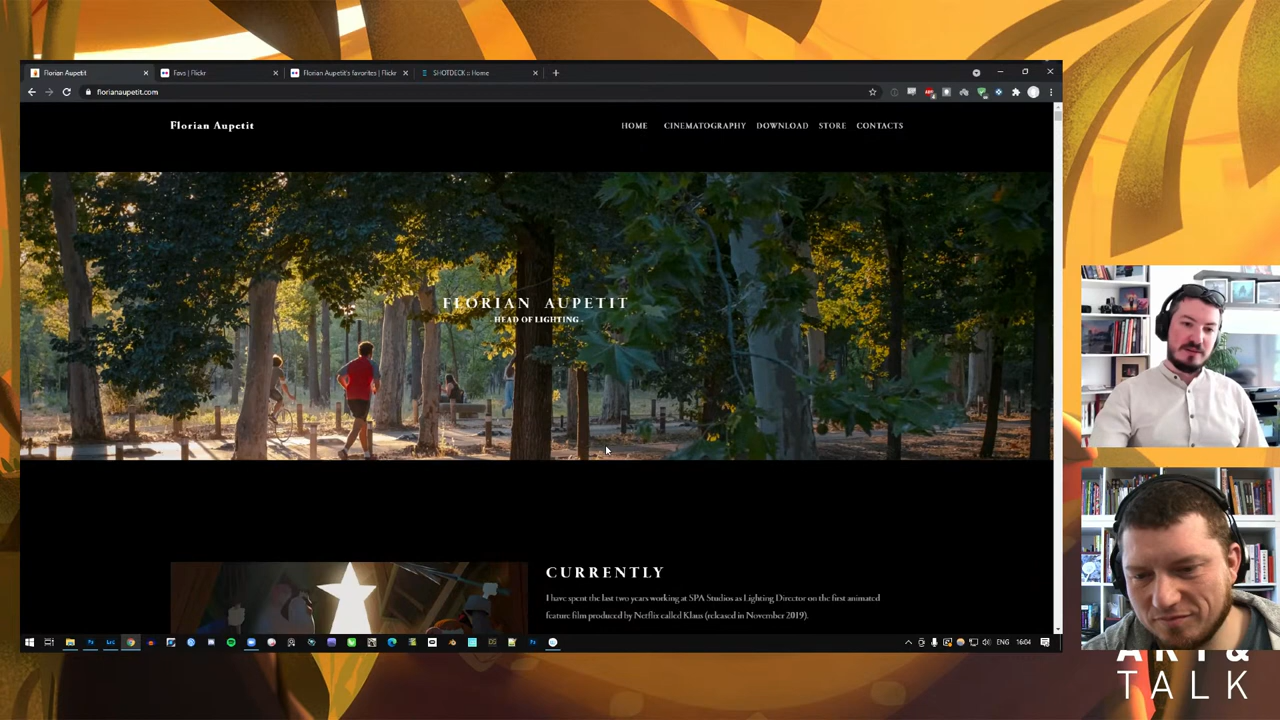 Florian Aupetit
Favs | Flickr
Florian Aupetit's favorites | Flickr
SHOTDECK :: Home
florianaupetit.com
Florian Aupetit
HOME CINEMATOGRAPHY DOWNLOAD STORE CONTACTS
FLORIAN AUPETIT
- HEAD OF LIGHTING -
CURRENTLY
I have spent the last two years working at SPA Studios as Lighting Director on the first animated
feature film produced by Netflix called Klaus (released in November 2019).
ENG 16:04
ART &
TALK